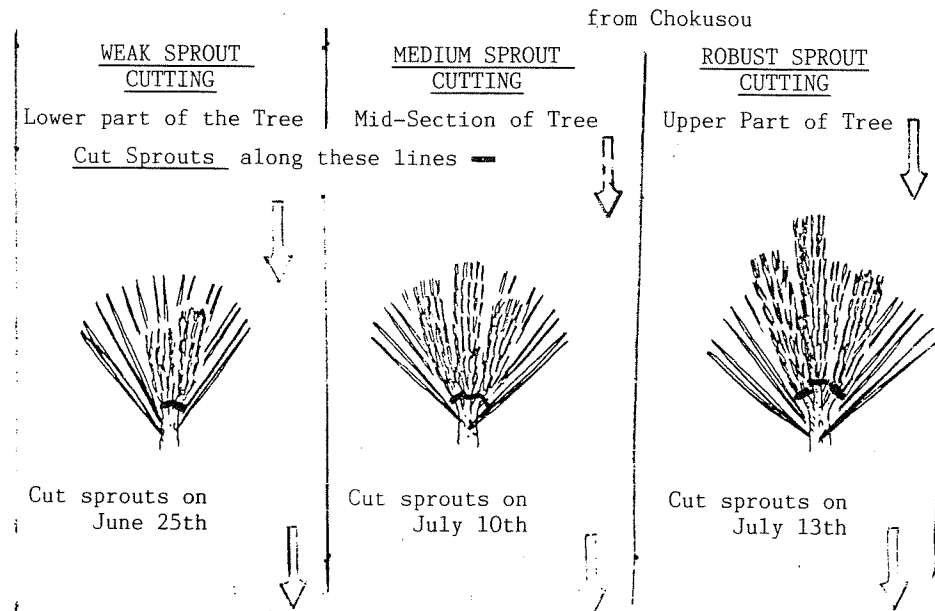 from Chokusou
WEAK SPROUT
CUTTING
Lower part of the Tree
MEDIUM SPROUT
CUTTING
Mid-Section of Tree
ROBUST SPROUT
CUTTING
Upper Part of Tree
Cut Sprouts along these lines
Cut sprouts on
June 25th
Cut sprouts on
July 10th
Cut sprouts on
July 13th